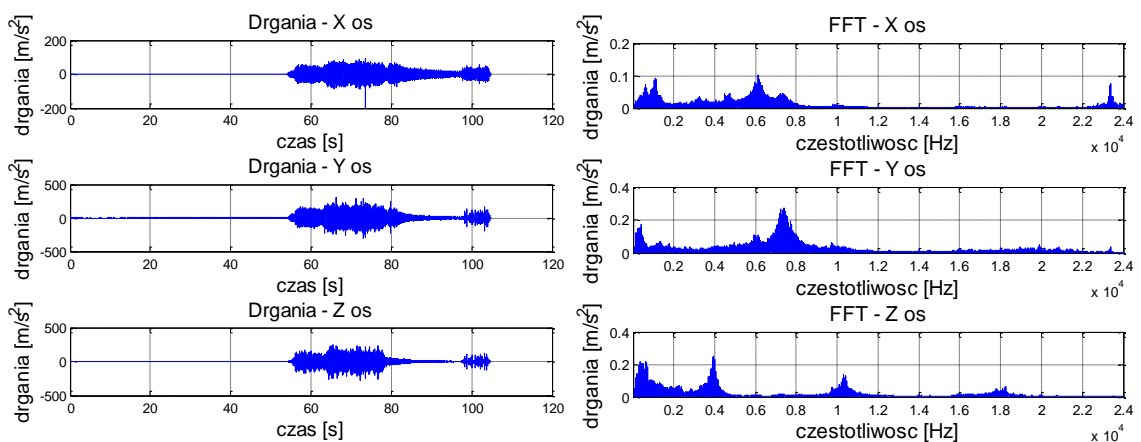 Drgania - X os
drgania [m/s²]
200
0
-200
0 20 40 60 80 100 120
czas [s]
FFT - X os
drgania [m/s²]
0.2
0.1
0
0.2 0.4 0.6 0.8 1 1.2 1.4 1.6 1.8 2 2.2 2.4
x 10⁴
czestotliwosc [Hz]
Drgania - Y os
drgania [m/s²]
500
0
-500
0 20 40 60 80 100 120
czas [s]
FFT - Y os
drgania [m/s²]
0.4
0.2
0
0.2 0.4 0.6 0.8 1 1.2 1.4 1.6 1.8 2 2.2 2.4
x 10⁴
czestotliwosc [Hz]
Drgania - Z os
drgania [m/s²]
500
0
-500
0 20 40 60 80 100 120
czas [s]
FFT - Z os
drgania [m/s²]
0.4
0.2
0
0.2 0.4 0.6 0.8 1 1.2 1.4 1.6 1.8 2 2.2 2.4
x 10⁴
czestotliwosc [Hz]